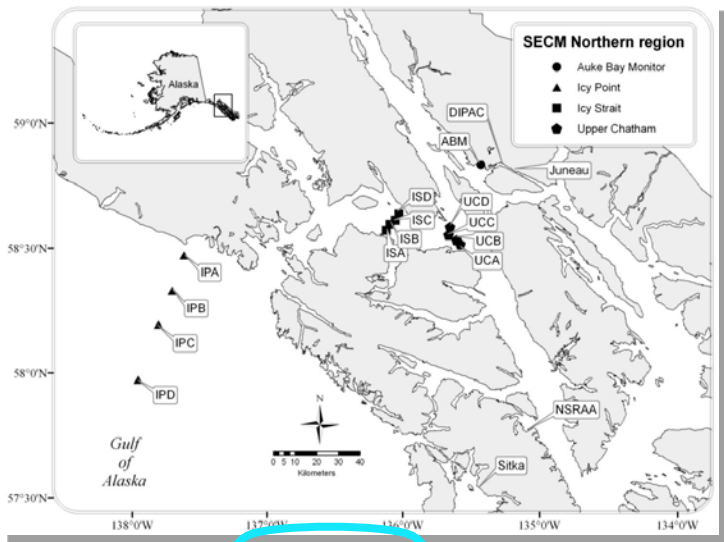 SECM Northern region
Auke Bay Monitor
Icy Point
Icy Strait
Upper Chatham
Alaska
59°0'N
58°30'N
58°0'N
57°30'N
DIPAC
ABM
Juneau
ISD
ISC
ISB
ISA
UCD
UCC
UCB
UCA
IPA
IPB
IPC
IPD
NSRAA
Sitka
Gulf
of
Alaska
N
0 5 10 20 30 40
Kilometers
138°0'W 137°0'W 136°0'W 135°0'W 134°0'W